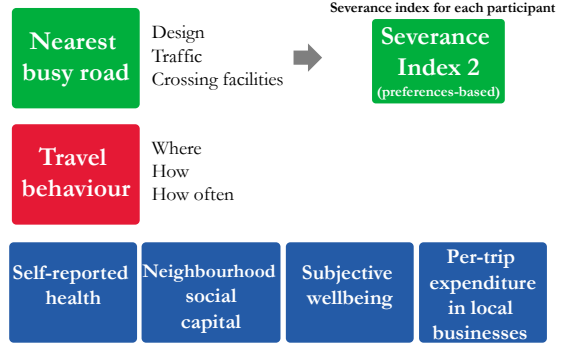 Severance index for each participant
Nearest
busy road
Design
Traffic
Crossing facilities
Severance
Index 2
(preferences-based)
Travel
behaviour
Where
How
How often
Self-reported
health
Neighbourhood
social
capital
Subjective
wellbeing
Per-trip
expenditure
in local
businesses